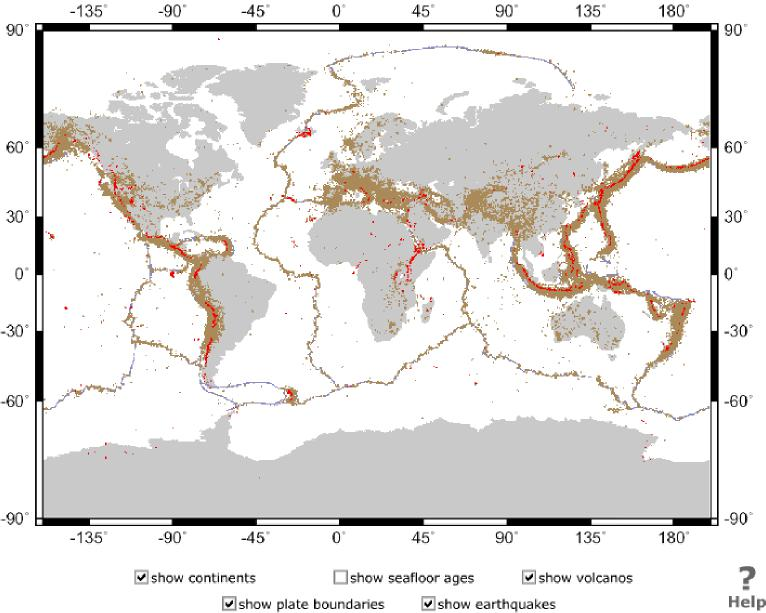 -135° -90° -45° 0° 45° 90° 135° 180°
90° 90°
60° 60°
30° 30°
0° 0°
-30° -30°
-60° -60°
-90° -90°
-135° -90° -45° 0° 45° 90° 135° 180°
show continents show seafloor ages show volcanos ?
show plate boundaries show earthquakes Help